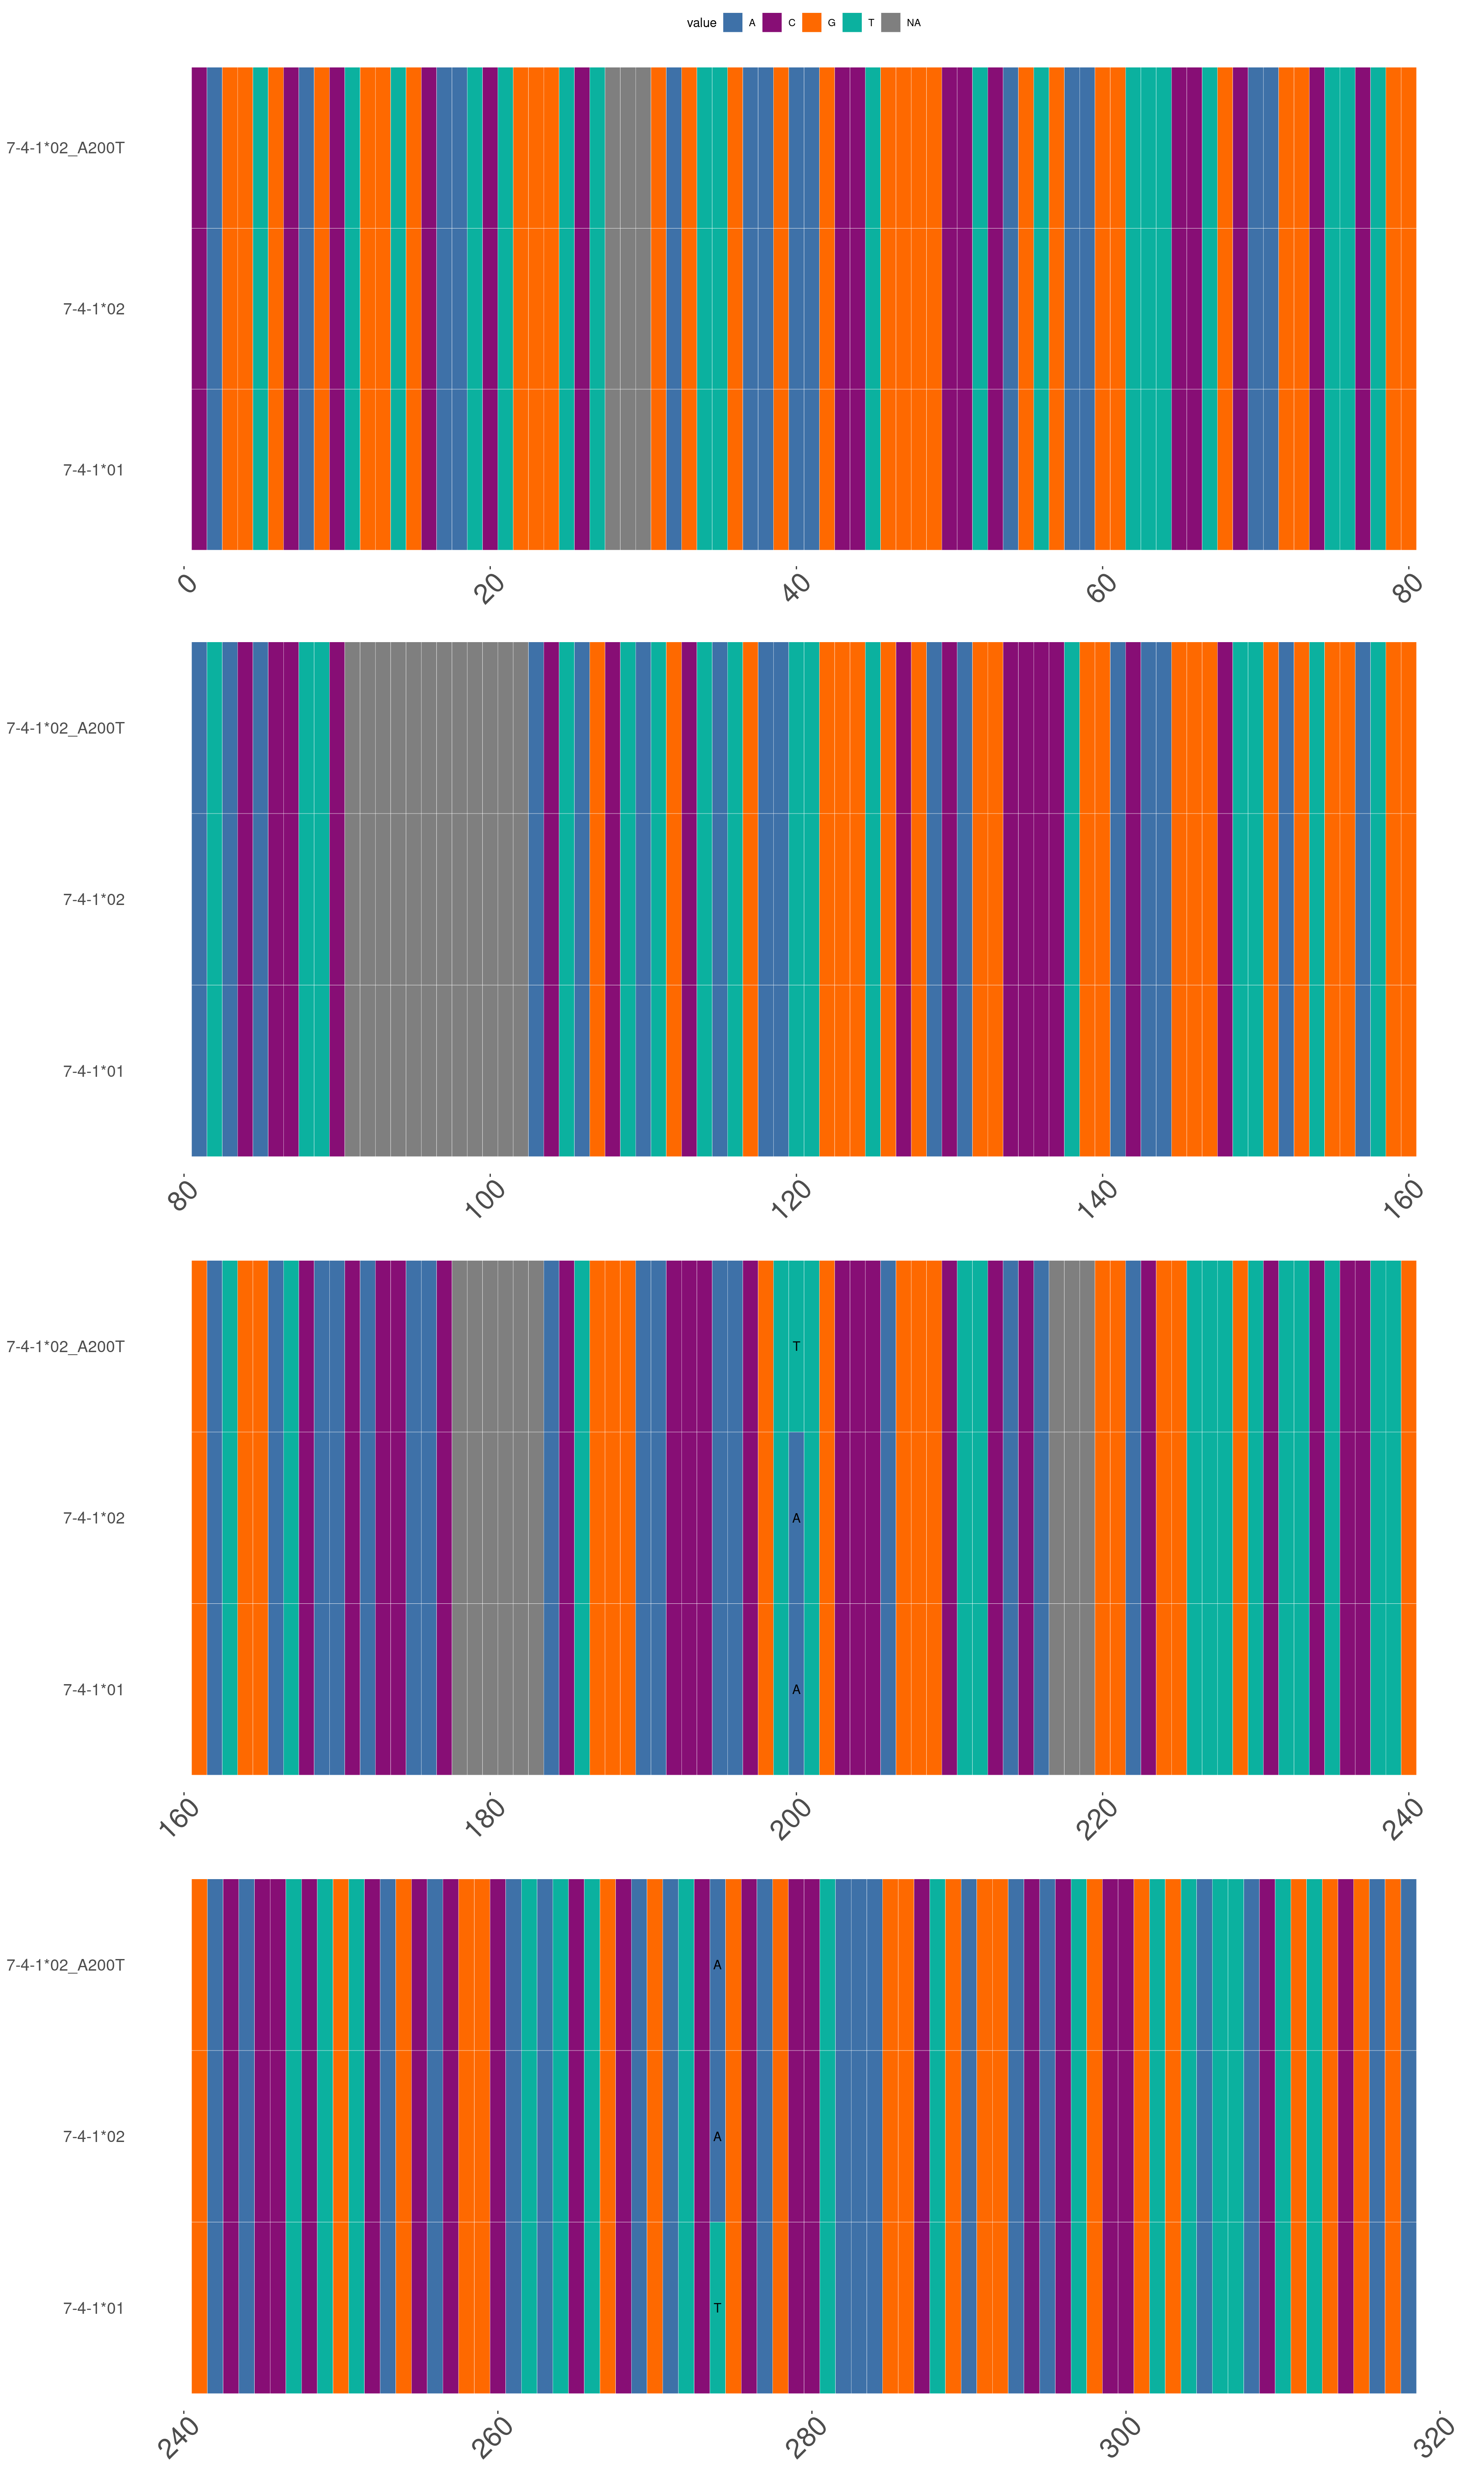 value A C G T NA
7-4-1*02_A200T
7-4-1*02
7-4-1*01
0 20 40 60 80
7-4-1*02_A200T
7-4-1*02
7-4-1*01
80 100 120 140 160
7-4-1*02_A200T T
7-4-1*02 A
7-4-1*01 A
160 180 200 220 240
7-4-1*02_A200T A
7-4-1*02 A
7-4-1*01 T
240 260 280 300 320